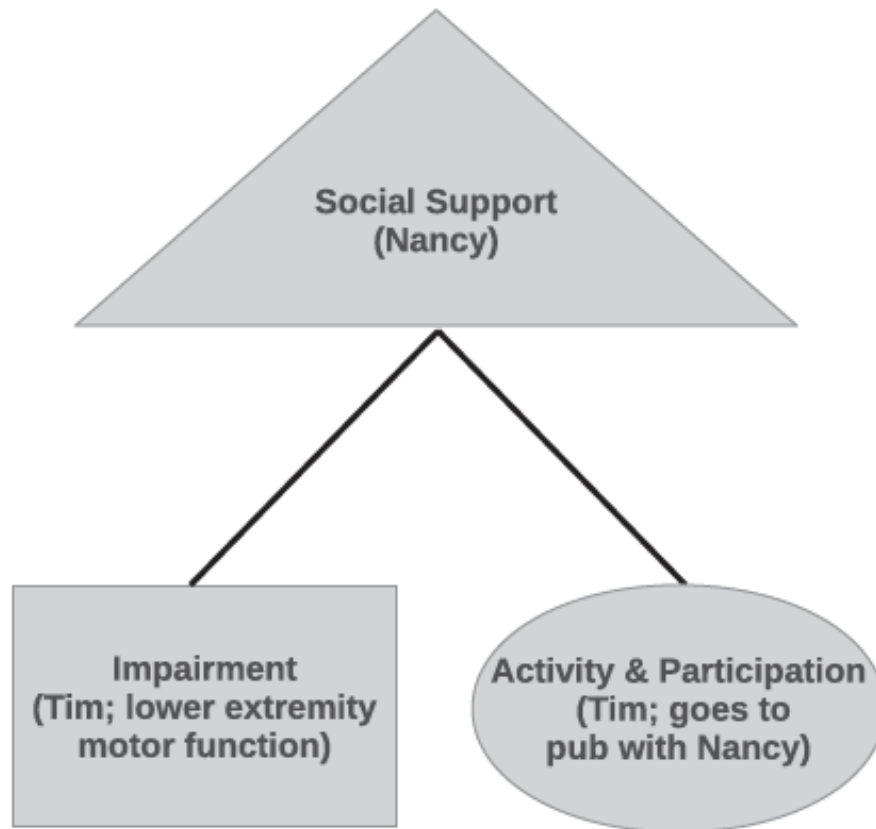 Social Support
(Nancy)
Impairment
(Tim; lower extremity
motor function)
Activity & Participation
(Tim; goes to
pub with Nancy)